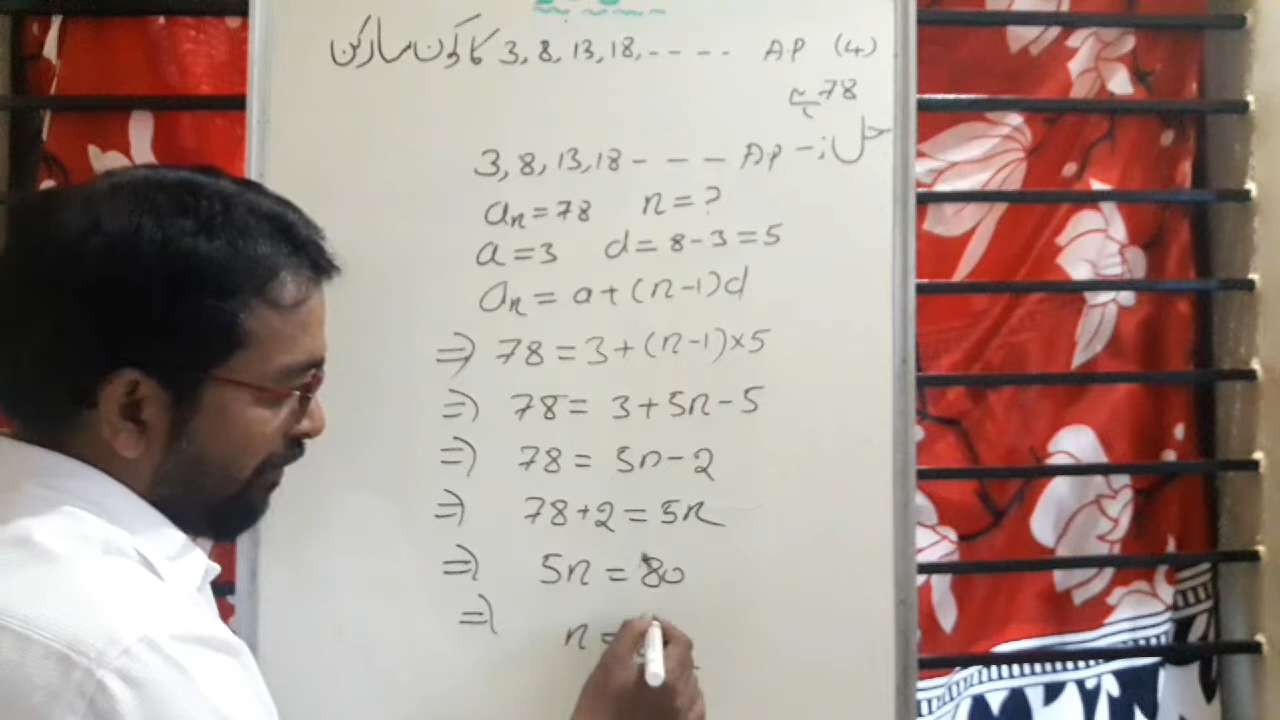 (4) AP 3, 8, 13, 18, - - - - کا کون سا رکن
78 ہے
حل :- AP 3, 8, 13, 18 - - - -
an = 78 n = ?
a = 3 d = 8 - 3 = 5
an = a + (n-1)d
⇒ 78 = 3 + (n-1)×5
⇒ 78 = 3 + 5n - 5
⇒ 78 = 5n - 2
⇒ 78 + 2 = 5n
⇒ 5n = 80
⇒ n =